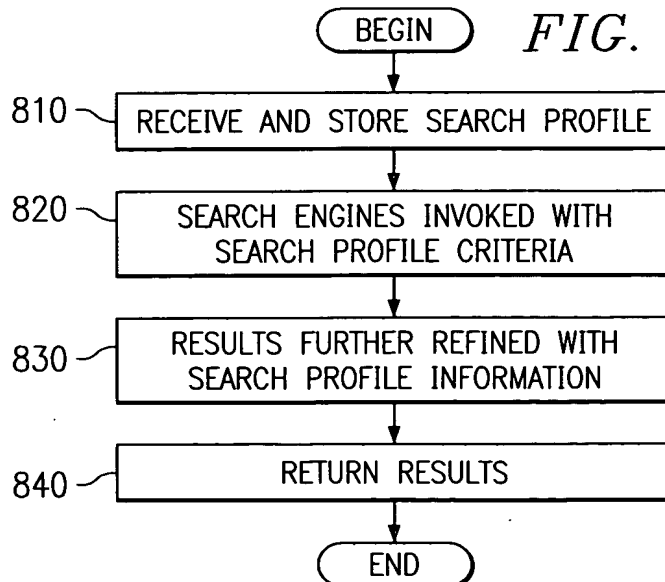 BEGIN
FIG.
810
RECEIVE AND STORE SEARCH PROFILE
820
SEARCH ENGINES INVOKED WITH
SEARCH PROFILE CRITERIA
830
RESULTS FURTHER REFINED WITH
SEARCH PROFILE INFORMATION
840
RETURN RESULTS
END